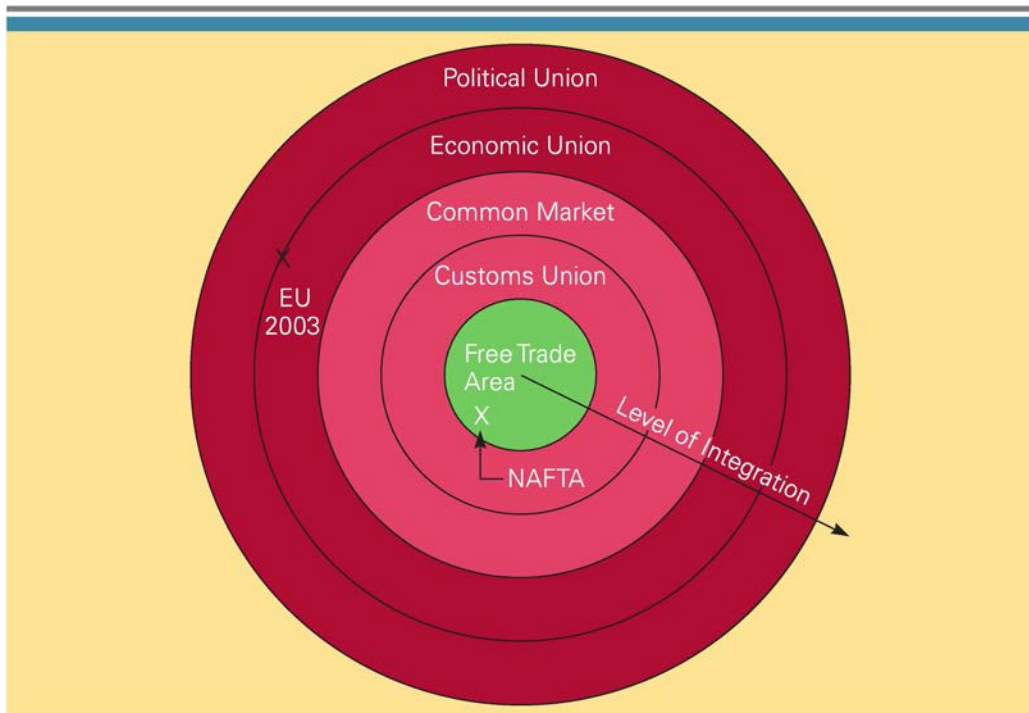 Political Union
Economic Union
Common Market
Customs Union
Free Trade
Area
X
NAFTA
X
EU
2003
Level of Integration